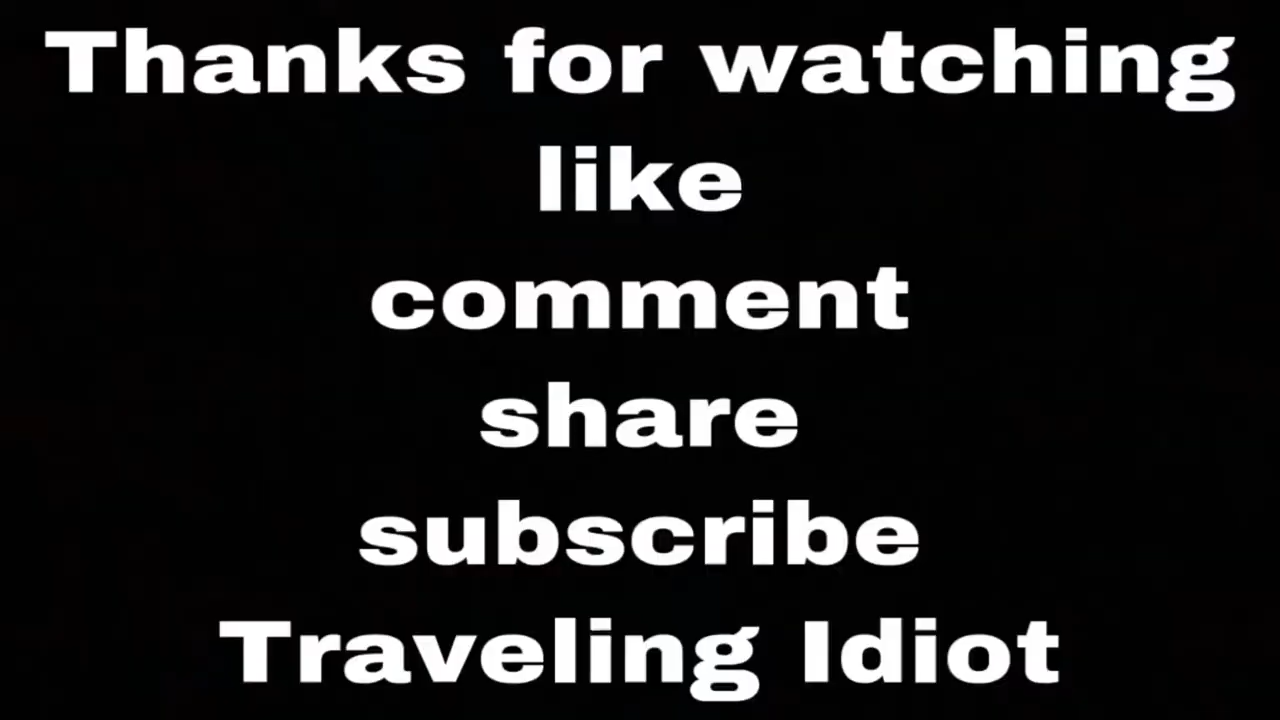 Thanks for watching
like
comment
share
subscribe
Traveling Idiot